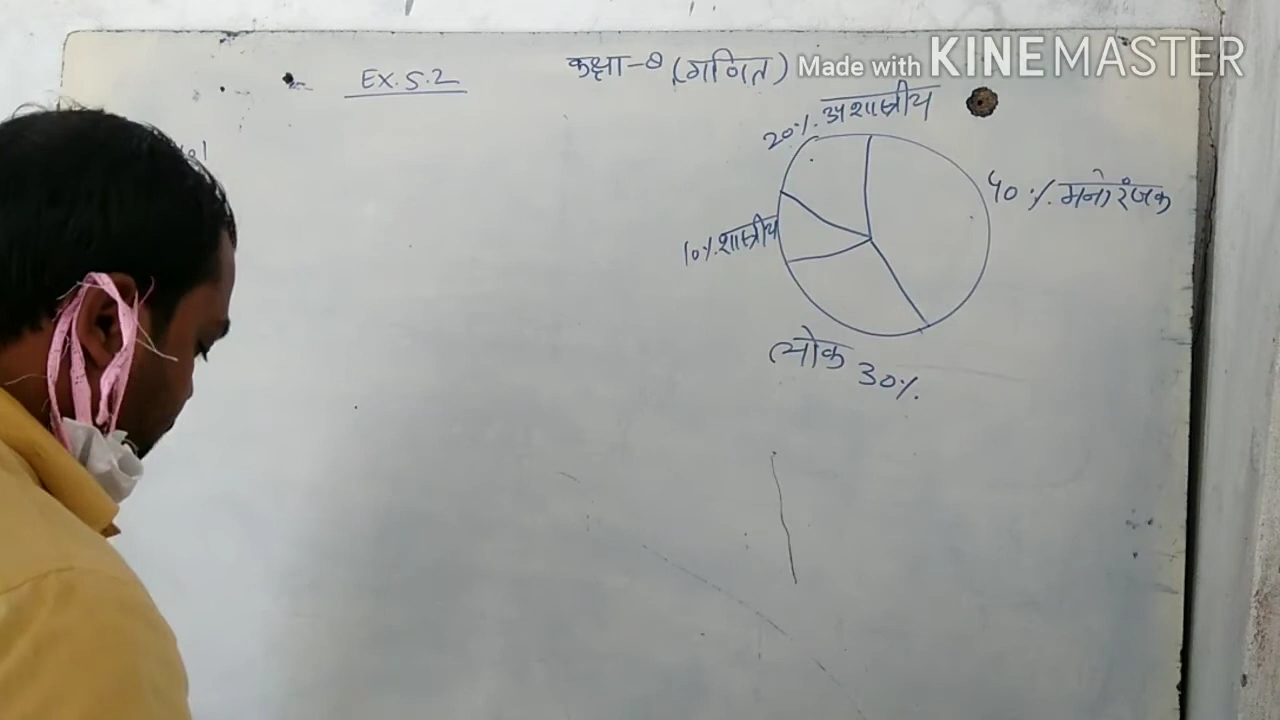 EX.5.2
कक्षा-8 (गणित)
Made with KINEMASTER
20%. अशास्त्रीय
40%. मनोरंजक
10%. शास्त्रीय
लोक 30%.